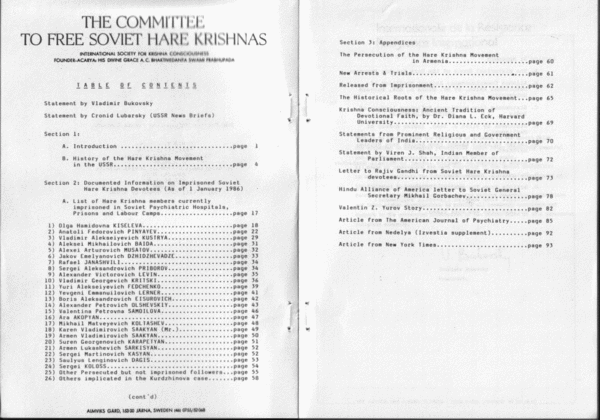 THE COMMITTEE
TO FREE SOVIET HARE KRISHNAS
INTERNATIONAL SOCIETY FOR KRISHNA CONSCIOUSNESS
FOUNDER-ACARYA: HIS DIVINE GRACE A.C. BHAKTIVEDANTA SWAMI PRABHUPADA
TABLE OF CONTENTS
Statement by Vladimir Bukovsky
Statement by Cronid Lubarsky (USSR News Briefs)
Section 1:
A. Introduction ...page 1
B. History of the Hare Krishna Movement
in the USSR...page 4
Section 2: Documented Information on Imprisoned Soviet
Hare Krishna Devotees (As of 1 January 1986)
A. List of Hare Krishna members currently
imprisoned in Soviet Psychiatric Hospitals,
Prisons and Labour Camps...page 17
1) Olga Hamidovna KISELEVA...page 18
2) Anatoli Fedorovich PINYAYEV...page 22
3) Vladimir Alekseiyevich KUSTRYA...page 29
4) Aleksei Mikhailovich BAIDA...page 31
5) Alexei Arturovich MUSATOV...page 32
6) Jakov Emelyanovich DZHIDZHEVADZE...page 33
7) Rafael JANASHVILI...page 34
8) Sergei Aleksandrovich PRIBOROV...page 34
9) Alexander Victorovich LEVIN...page 35
10) Vladimir Georgevich KRITSKI...page 36
11) Yuri Alekseiyevich FEDCHENKO...page 39
12) Yevgeni Emmanuilovich LERNER...page 41
13) Boris Aleksandrovich EISUROVICH...page 42
14) Alexander Petrovich OLSHEVSKIY...page 43
15) Valentina Petrovna SAMOILOVA...page 46
16) Ara AKOPYAN...page 47
17) Mikhail Matveyevich KOLTASHEV...page 48
18) Karen Vladimirovich SAAKYAN (Mr.)...page 49
19) Armen Vladimirovich SAAKYAN...page 50
20) Suren Georgenovich KARAPETYAN...page 51
21) Armen Lukashevich SARKISYAN...page 52
22) Sergei Martinovich KASYAN...page 52
23) Saulyus Lenginovich DAGIS...page 53
24) Sergei KOLOSS...page 54
25) Other Persecuted but not imprisoned followers...page 55
26) Others implicated in the Kurdzhinova case...page 58
(cont'd)
ALMVIKS GÅRD, SWEDEN
Section 3: Appendices
The Persecution of the Hare Krishna Movement
in Armenia...page 60
New Arrests & Trials...page 61
Released from Imprisonment...page 62
The Historical Roots of the Hare Krishna Movement...page 65
Krishna Consciousness: Ancient Tradition of
Devotional Faith, by Dr. Diana L. Eck, Harvard
University...page 69
Statements from Prominent Religious and Government
Leaders of India...page 70
Statement by Viren J. Shah, Indian Member of
Parliament...page 72
Letter to Rajiv Gandhi from Soviet Hare Krishna
devotees...page 73
Hindu Alliance of America letter to Soviet General
Secretary Mikhail Gorbachev...page 78
Valentin Z. Yurov Story...page 82
Article from The American Journal of Psychiatry...page 85
Article from Nedelya (Izvestia supplement)...page 92
Article from New York Times...page 93